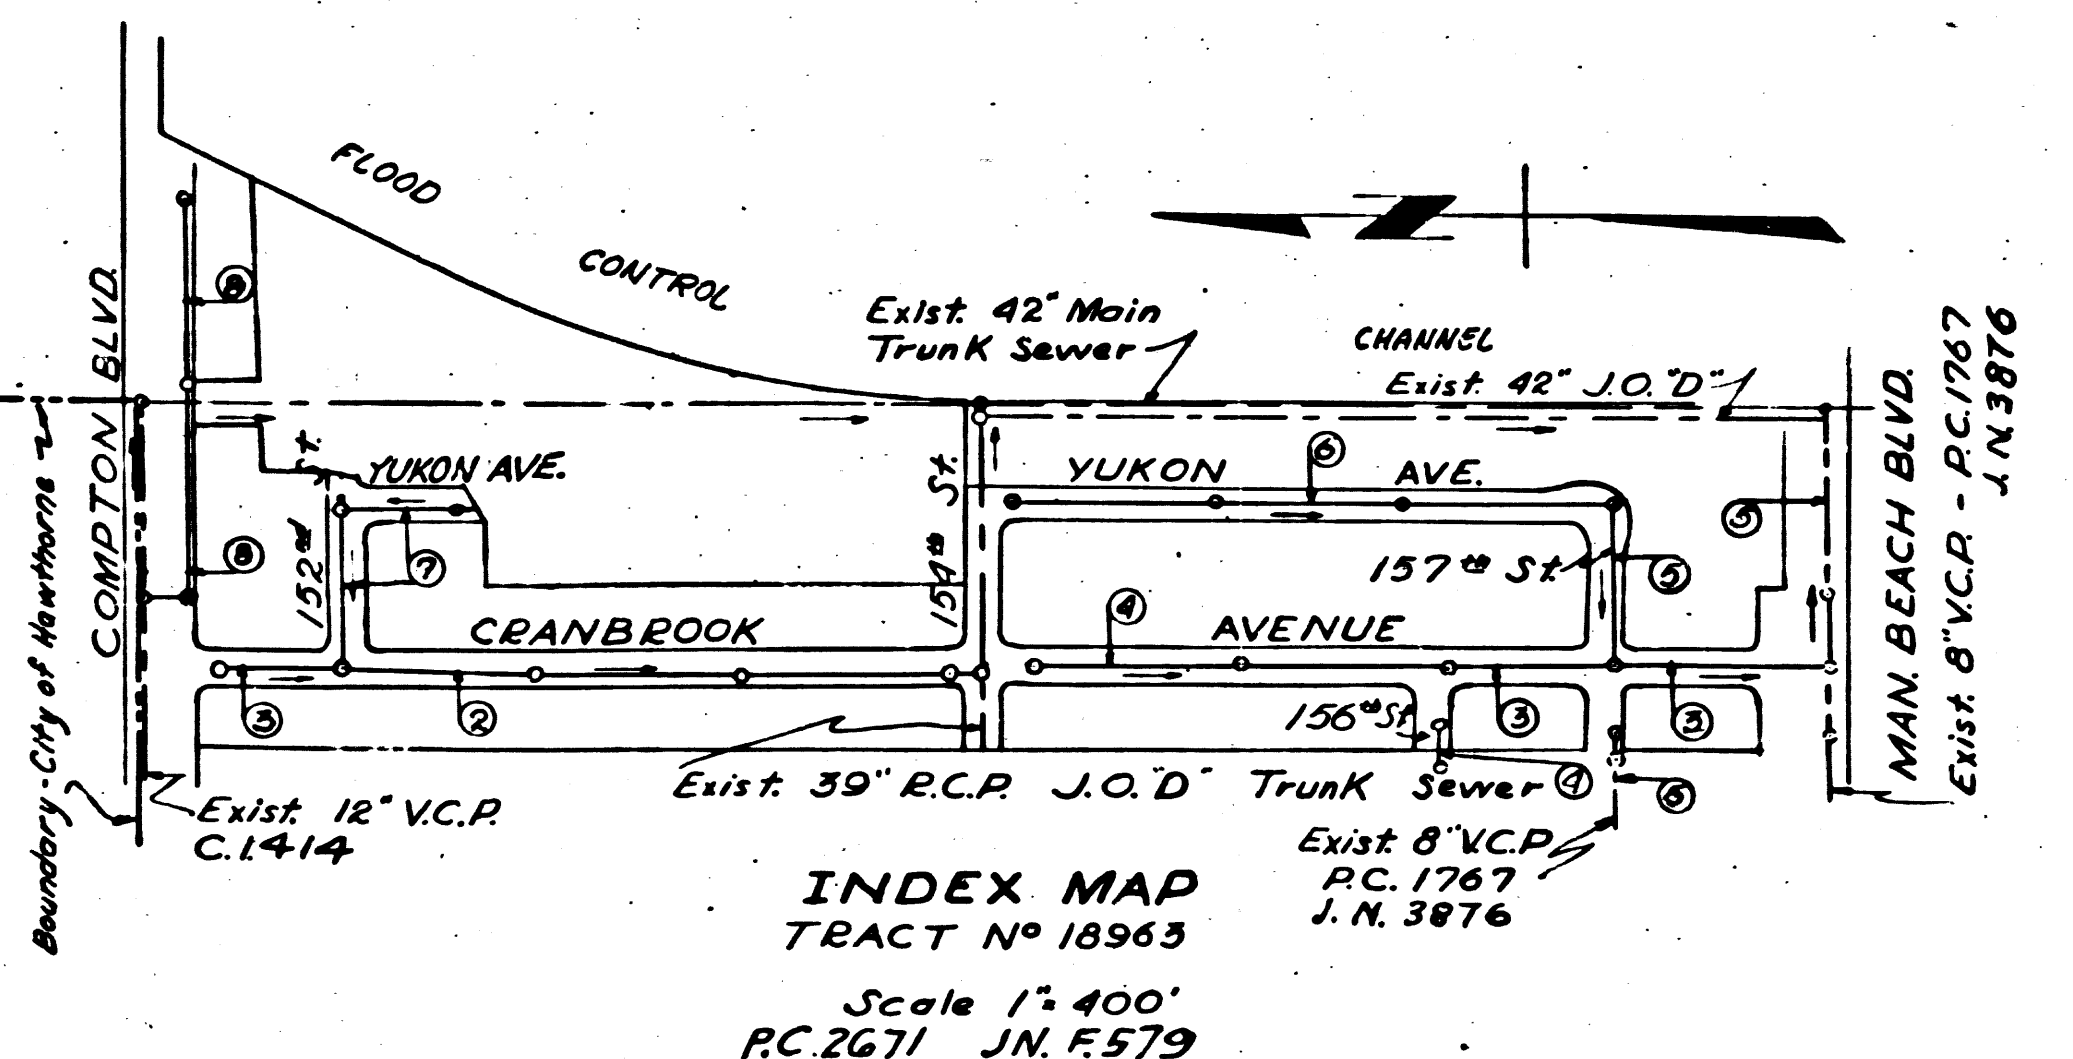 FLOOD
CONTROL
CHANNEL
Exist. 42" Main
Trunk Sewer
Exist. 42" J.O. "D"
COMPTON BLVD.
Boundary-City of Hawthorne
8
8
152nd St.
YUKON AVE.
7
154th St.
YUKON AVE.
6
157th St.
5
5
CRANBROOK AVENUE
4
3
2
156th St.
3
3
4
6
MAN. BEACH BLVD.
Exist. 8" V.C.P. - P.C. 1767
J.N. 3876
Exist. 12" V.C.P.
C.I. 1414
Exist. 39" R.C.P. J.O. "D" Trunk Sewer
Exist. 8" V.C.P.
P.C. 1767
J.N. 3876
INDEX MAP
TRACT No 18963
Scale 1"= 400'
P.C. 2671 JN. F.579